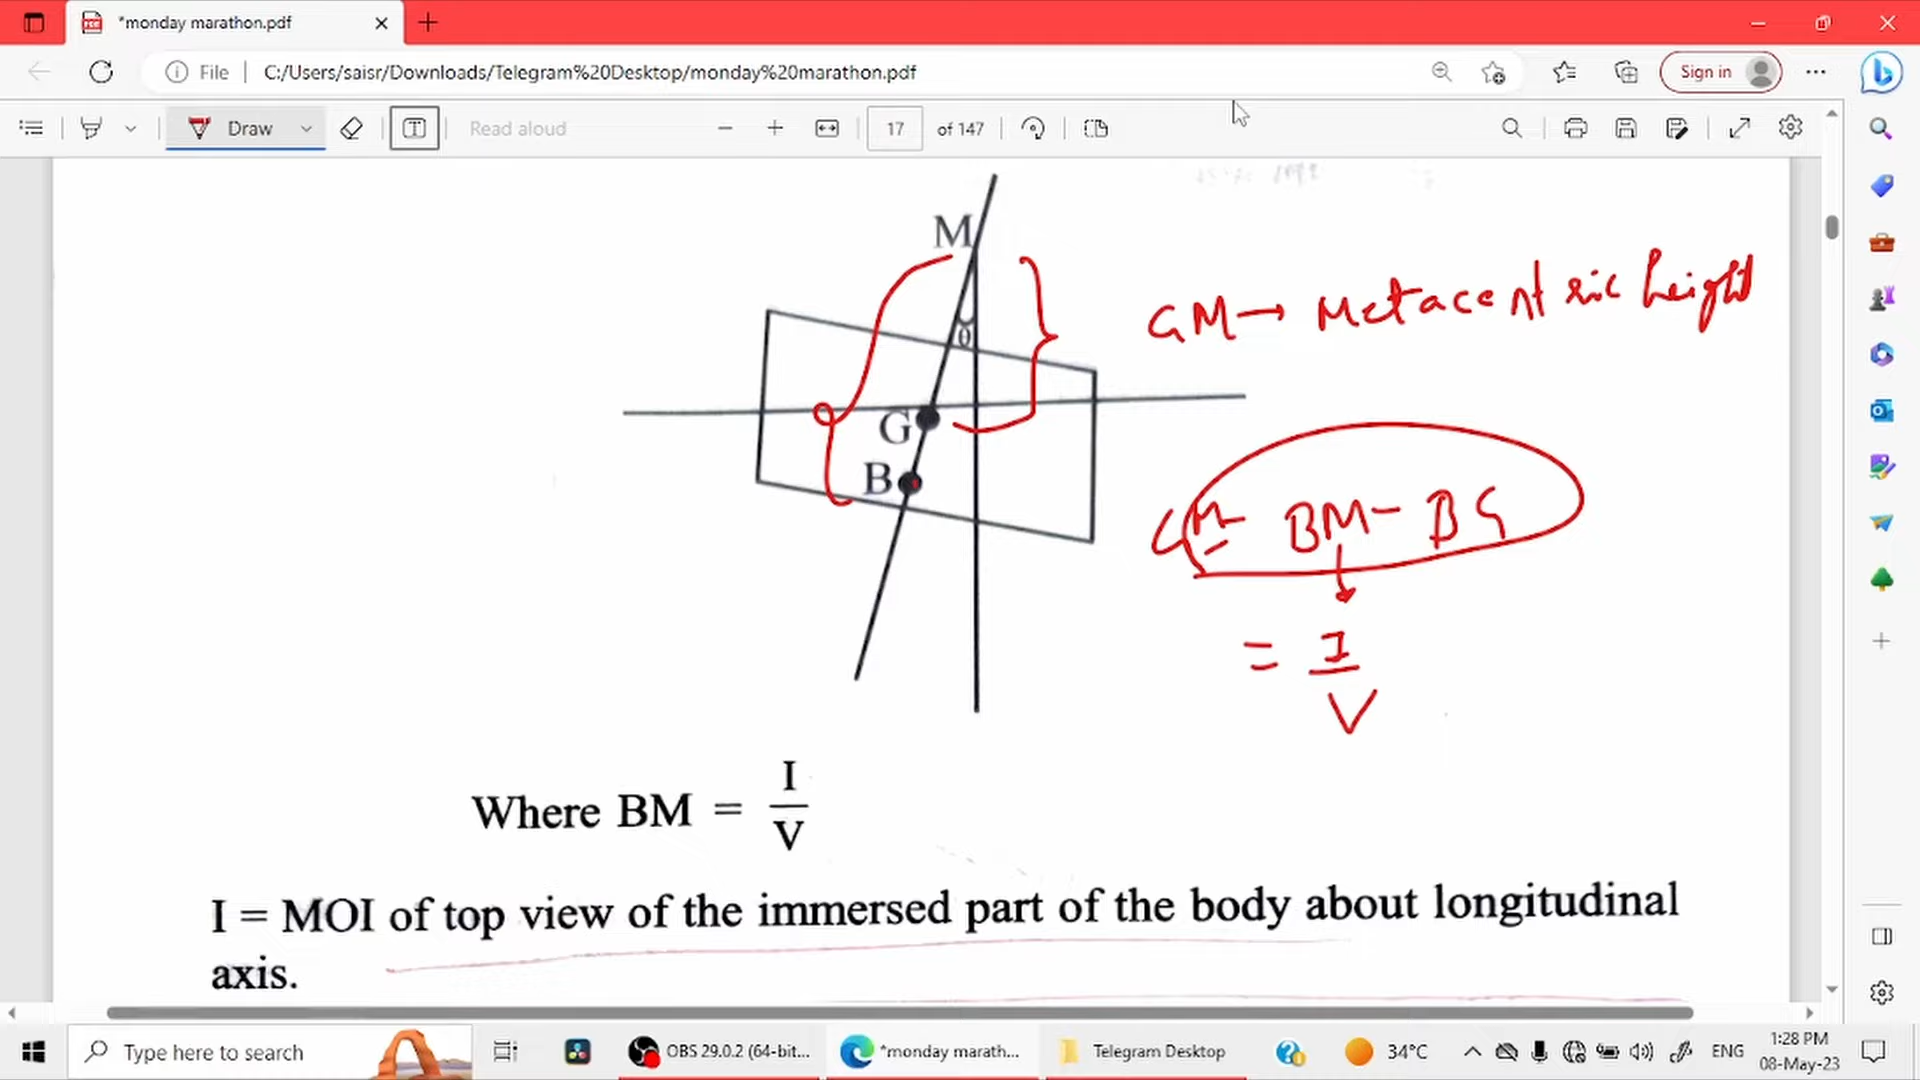 *monday marathon.pdf
File
C:/Users/saisr/Downloads/Telegram%20Desktop/monday%20marathon.pdf
Sign in
Draw
Read aloud
17
of 147
M
θ
G
B
GM → Metacentric height
GM = BM - BG
= I
V
Where BM = I
V
I = MOI of top view of the immersed part of the body about longitudinal
axis.
Type here to search
OBS 29.0.2 (64-bit...
*monday marath...
Telegram Desktop
34°C
ENG
1:28 PM
08-May-23